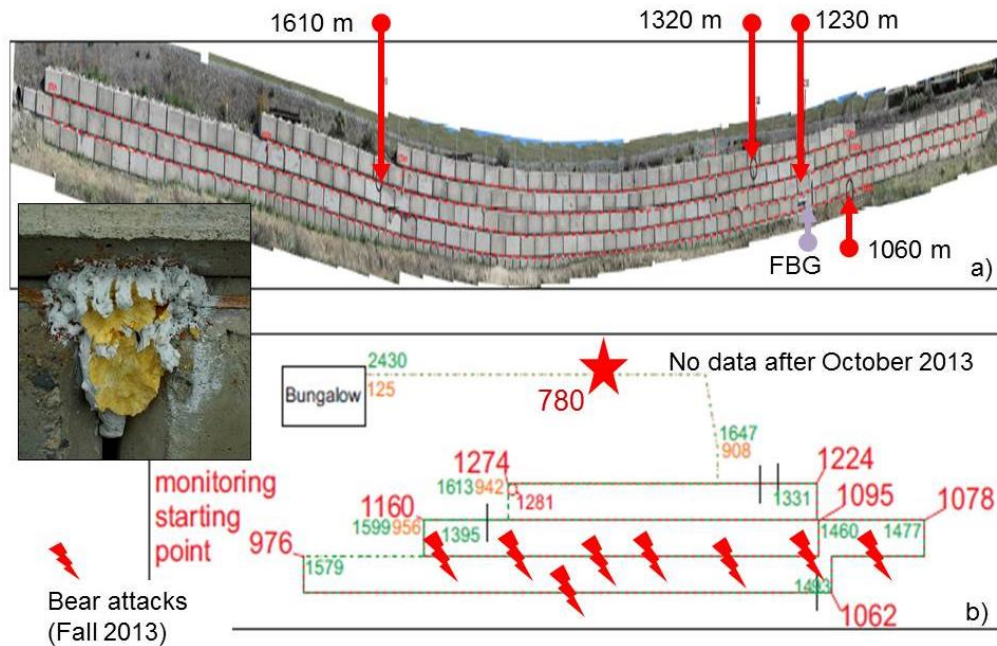 1610 m
1320 m
1230 m
FBG
1060 m
a)
2430
125
Bungalow
No data after October 2013
780
1647
908
1274
1224
1613 942
1281
1331
monitoring
starting
point
1160
1095
1078
1599 956
1395
1460
1477
976
1579
1493
1062
Bear attacks
(Fall 2013)
b)